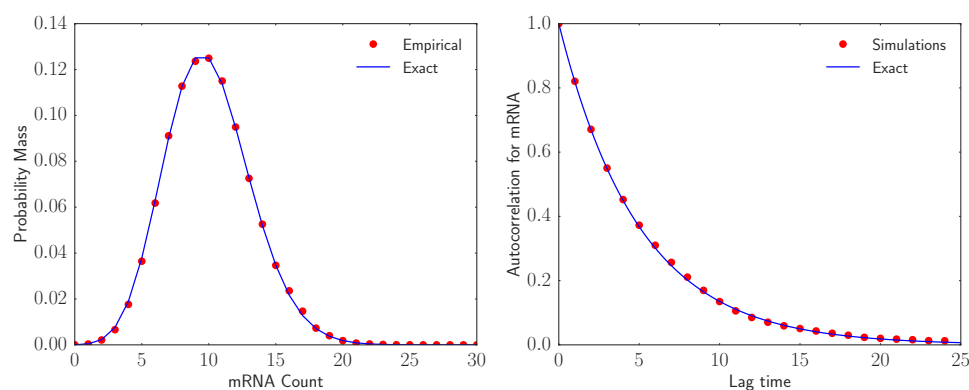 0.14
0.12
0.10
0.08
0.06
0.04
0.02
0.00
Probability Mass
Empirical
Exact
0 5 10 15 20 25 30
mRNA Count
1.0
0.8
0.6
0.4
0.2
0.0
Autocorrelation for mRNA
Simulations
Exact
0 5 10 15 20 25
Lag time